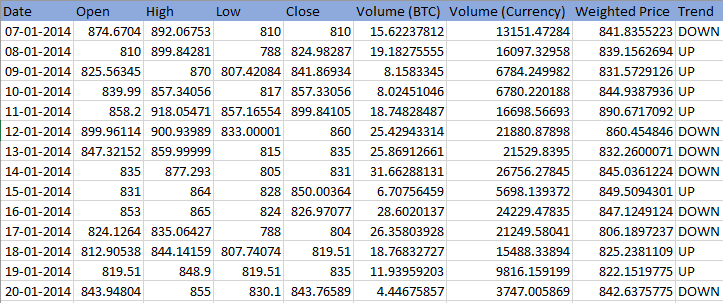 Date Open High Low Close Volume (BTC) Volume (Currency) Weighted Price Trend
07-01-2014 874.6704 892.06753 810 810 15.62237812 13151.47284 841.8355223 DOWN
08-01-2014 810 899.84281 788 824.98287 19.18275555 16097.32958 839.1562694 UP
09-01-2014 825.56345 870 807.42084 841.86934 8.1583345 6784.249982 831.5729126 UP
10-01-2014 839.99 857.34056 817 857.33056 8.02451046 6780.220188 844.9387936 UP
11-01-2014 858.2 918.05471 857.16554 899.84105 18.74828487 16698.56693 890.6717092 UP
12-01-2014 899.96114 900.93989 833.00001 860 25.42943314 21880.87898 860.454846 DOWN
13-01-2014 847.32152 859.99999 815 835 25.86912661 21529.8395 832.2600071 DOWN
14-01-2014 835 877.293 805 831 31.66288131 26756.27845 845.0361224 DOWN
15-01-2014 831 864 828 850.00364 6.70756459 5698.139372 849.5094301 UP
16-01-2014 853 865 824 826.97077 28.6020137 24229.47835 847.1249124 DOWN
17-01-2014 824.1264 835.06427 788 804 26.35803928 21249.58041 806.1897237 DOWN
18-01-2014 812.90538 844.14159 807.74074 819.51 18.76832727 15488.33894 825.2381109 UP
19-01-2014 819.51 848.9 819.51 835 11.93959203 9816.159199 822.1519775 UP
20-01-2014 843.94804 855 830.1 843.76589 4.44675857 3747.005869 842.6375775 DOWN